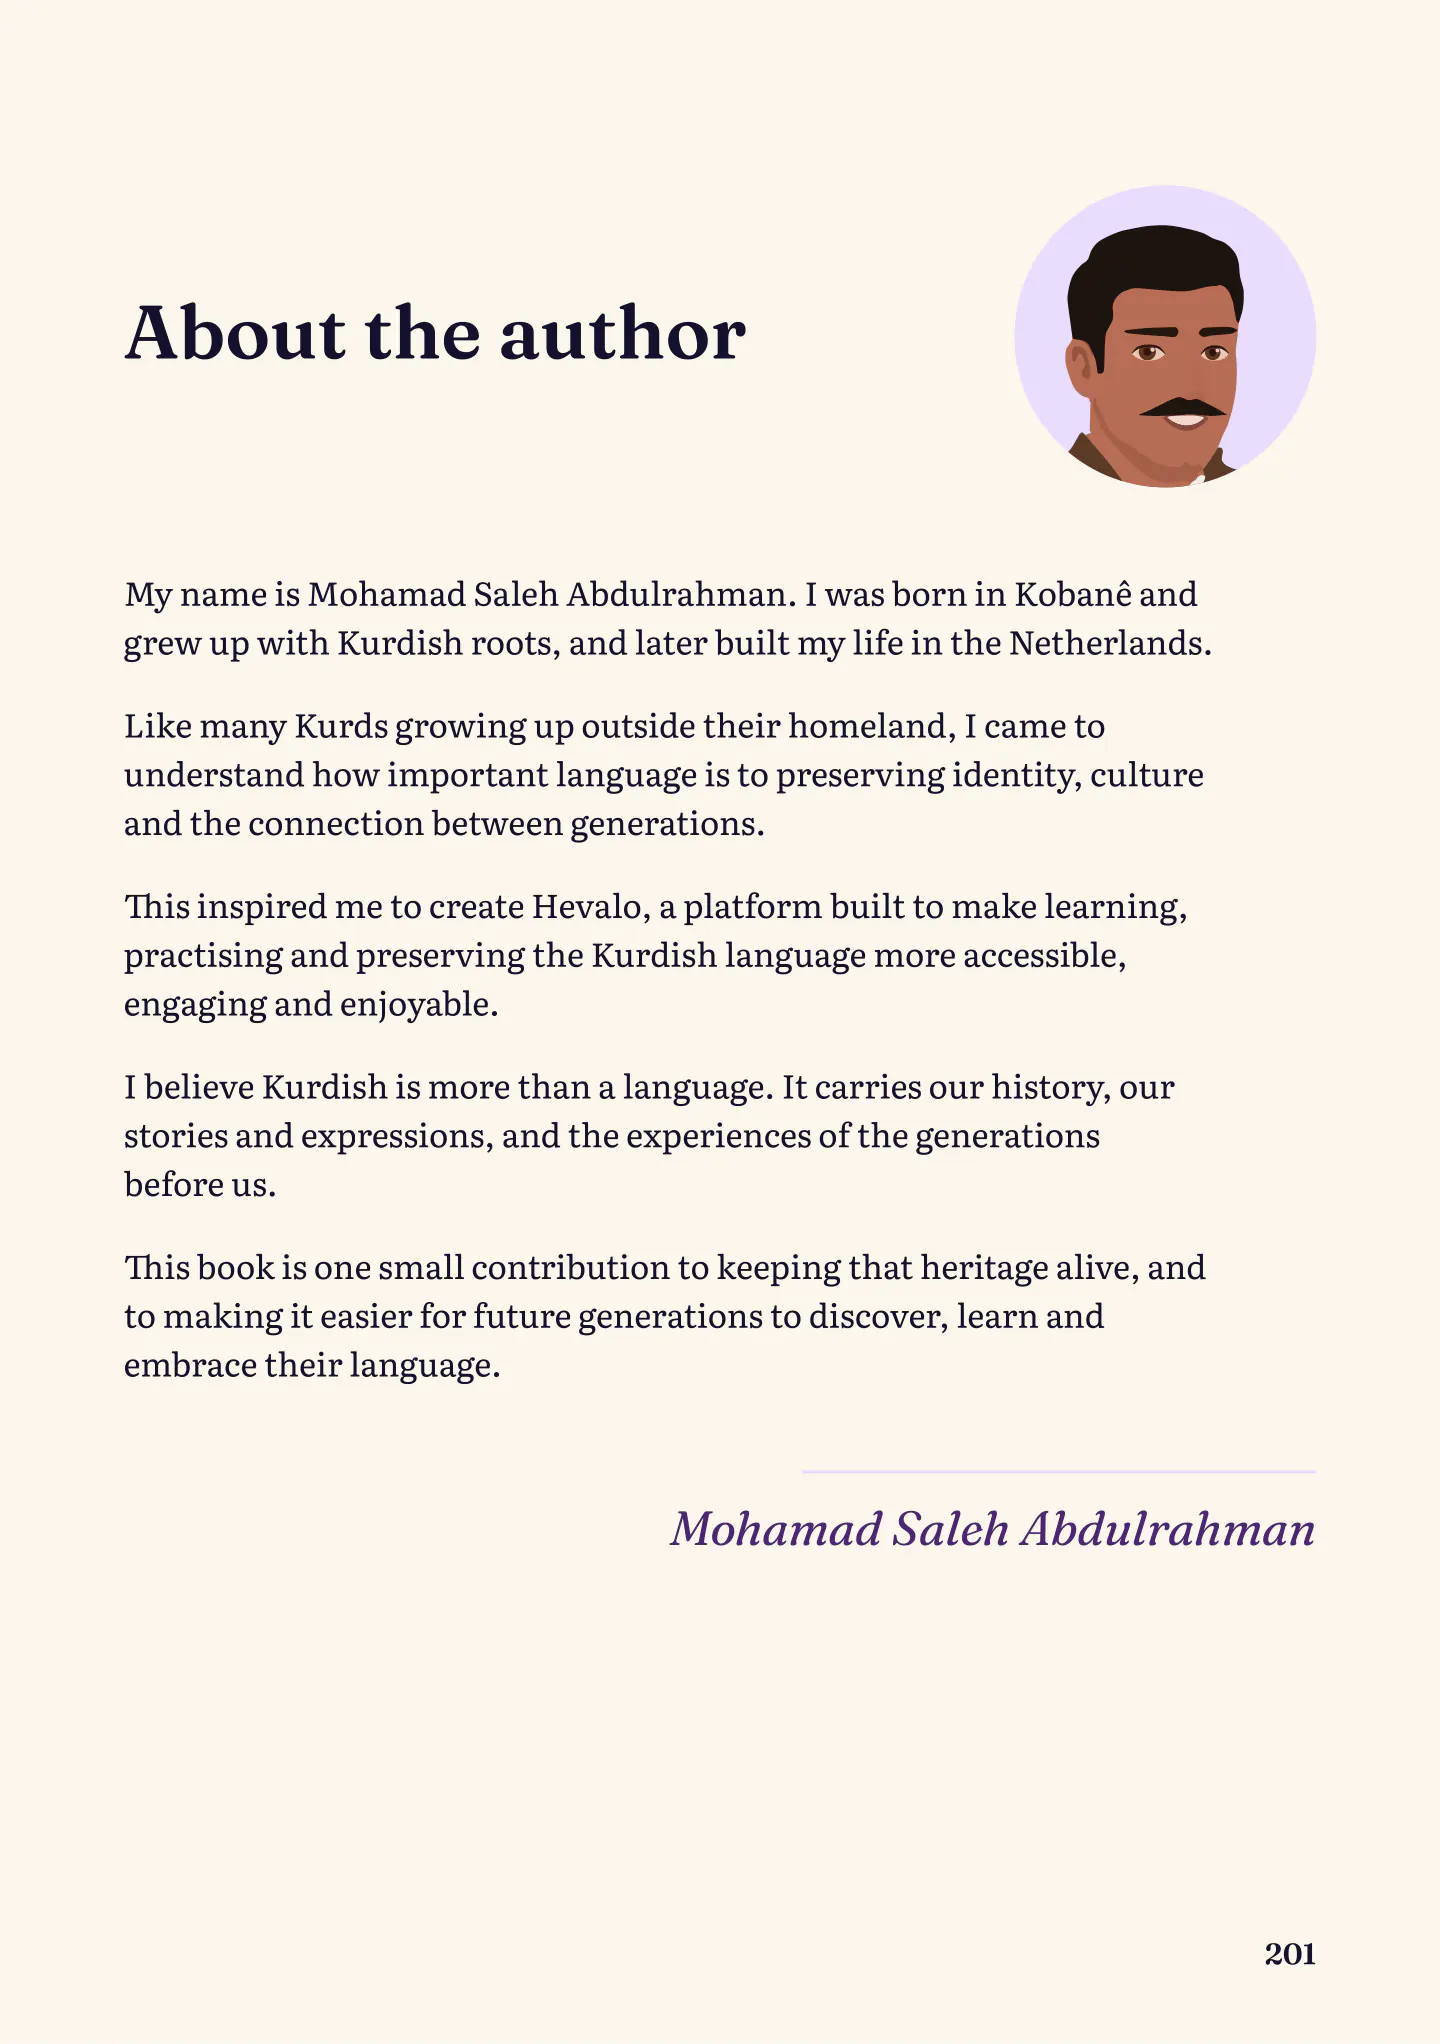 About the author
My name is Mohamad Saleh Abdulrahman. I was born in Kobanê and
grew up with Kurdish roots, and later built my life in the Netherlands.
Like many Kurds growing up outside their homeland, I came to
understand how important language is to preserving identity, culture
and the connection between generations.
This inspired me to create Hevalo, a platform built to make learning,
practising and preserving the Kurdish language more accessible,
engaging and enjoyable.
I believe Kurdish is more than a language. It carries our history, our
stories and expressions, and the experiences of the generations
before us.
This book is one small contribution to keeping that heritage alive, and
to making it easier for future generations to discover, learn and
embrace their language.
Mohamad Saleh Abdulrahman
201